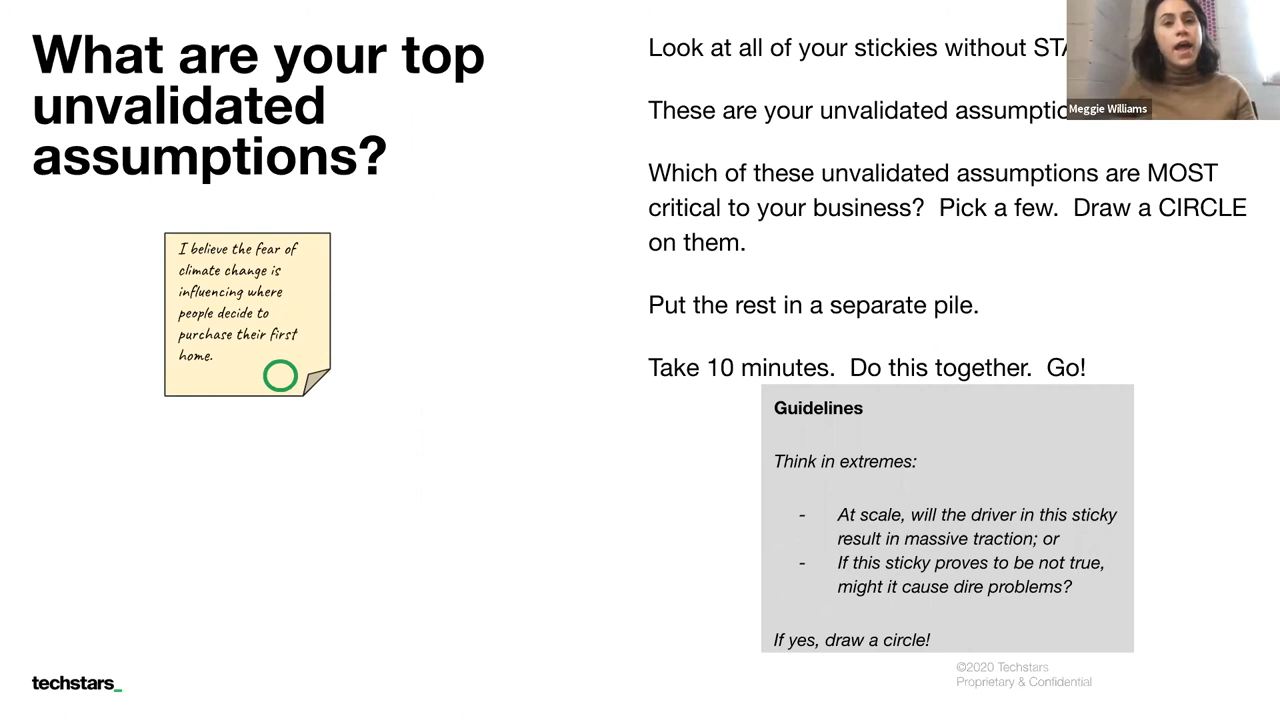 What are your top
unvalidated
assumptions?
I believe the fear of
climate change is
influencing where
people decide to
purchase their first
home.
Look at all of your stickies without
These are your unvalidated
Which of these unvalidated assumptions are MOST
critical to your business? Pick a few. Draw a CIRCLE
on them.
Put the rest in a separate pile.
Take 10 minutes. Do this together. Go!
Guidelines
Think in extremes:
- At scale, will the driver in this sticky
result in massive traction; or
- If this sticky proves to be not true,
might it cause dire problems?
If yes, draw a circle!
Meggie Williams
techstars_
©2020 Techstars
Proprietary & Confidential